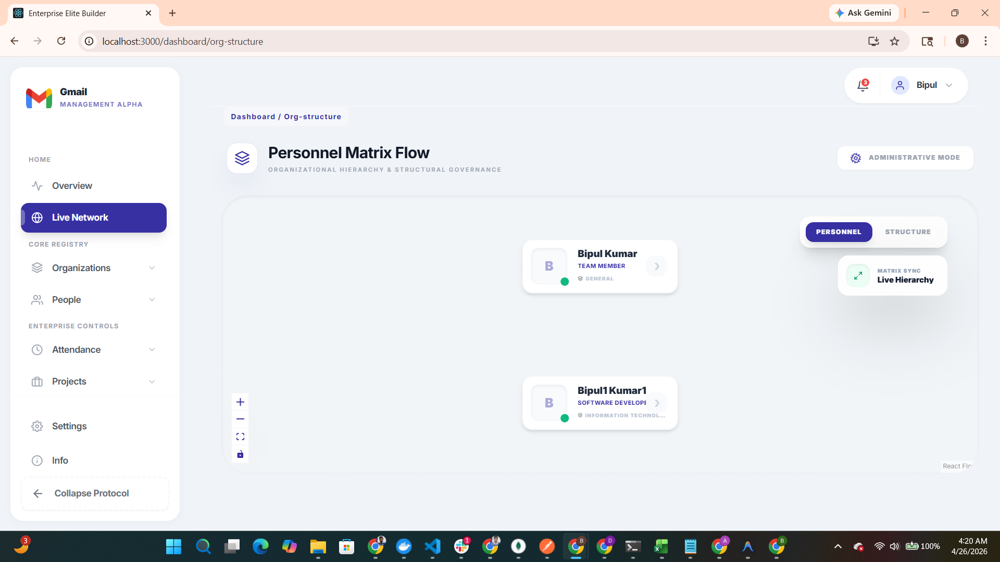 Enterprise Elite Builder
Ask Gemini
localhost:3000/dashboard/org-structure
B
Gmail
MANAGEMENT ALPHA
3
Bipul
Dashboard / Org-structure
Personnel Matrix Flow
ORGANIZATIONAL HIERARCHY & STRUCTURAL GOVERNANCE
ADMINISTRATIVE MODE
HOME
Overview
Live Network
CORE REGISTRY
Organizations
People
ENTERPRISE CONTROLS
Attendance
Projects
Settings
Info
Collapse Protocol
PERSONNEL
STRUCTURE
MATRIX SYNC
Live Hierarchy
B
Bipul Kumar
TEAM MEMBER
GENERAL
B
Bipul1 Kumar1
SOFTWARE DEVELOPE
INFORMATION TECHNOL...
React Flo
3
1
B
D
A
B
100%
4:20 AM
4/26/2026